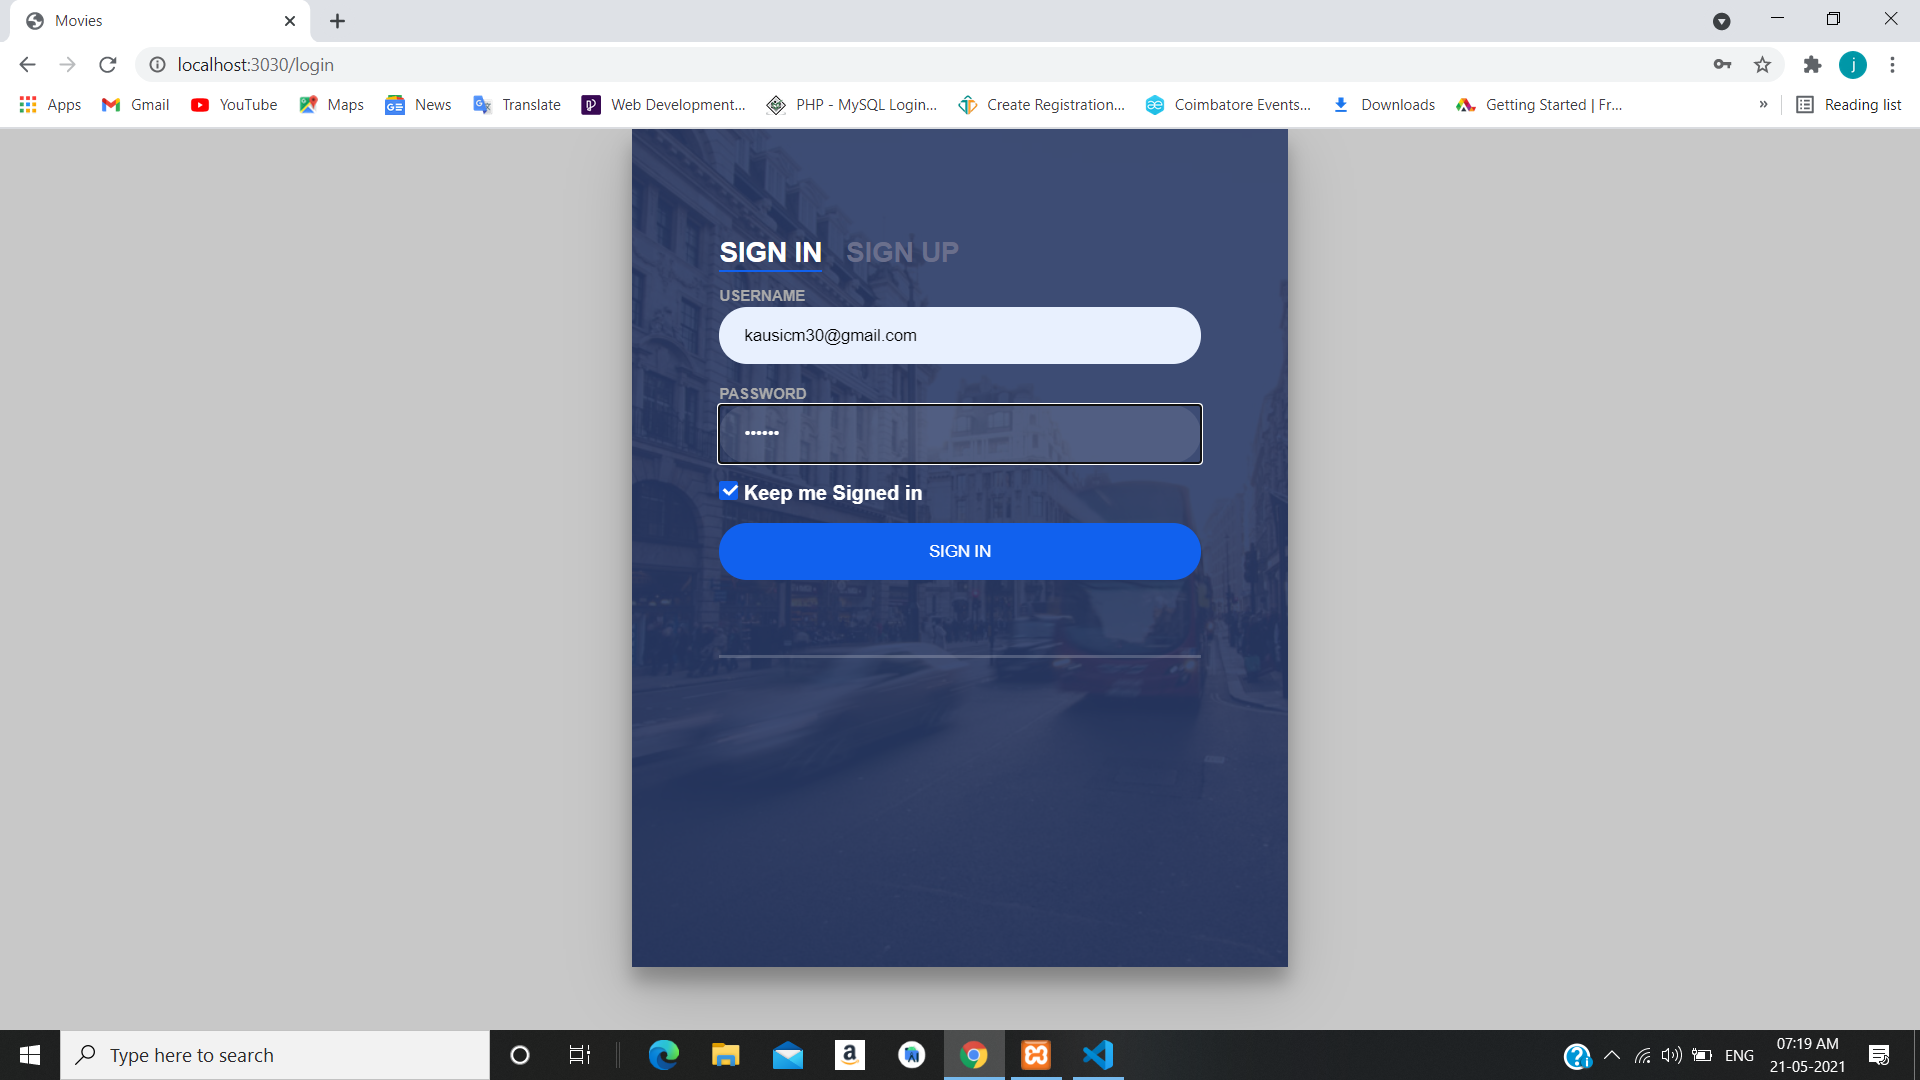 Movies
localhost:3030/login
j
Apps Gmail YouTube Maps News Translate Web Development... PHP - MySQL Login... Create Registration... Coimbatore Events... Downloads Getting Started | Fr... » Reading list
SIGN IN SIGN UP
USERNAME
kausicm30@gmail.com
PASSWORD
••••••
Keep me Signed in
SIGN IN
Type here to search
ENG
07:19 AM
21-05-2021